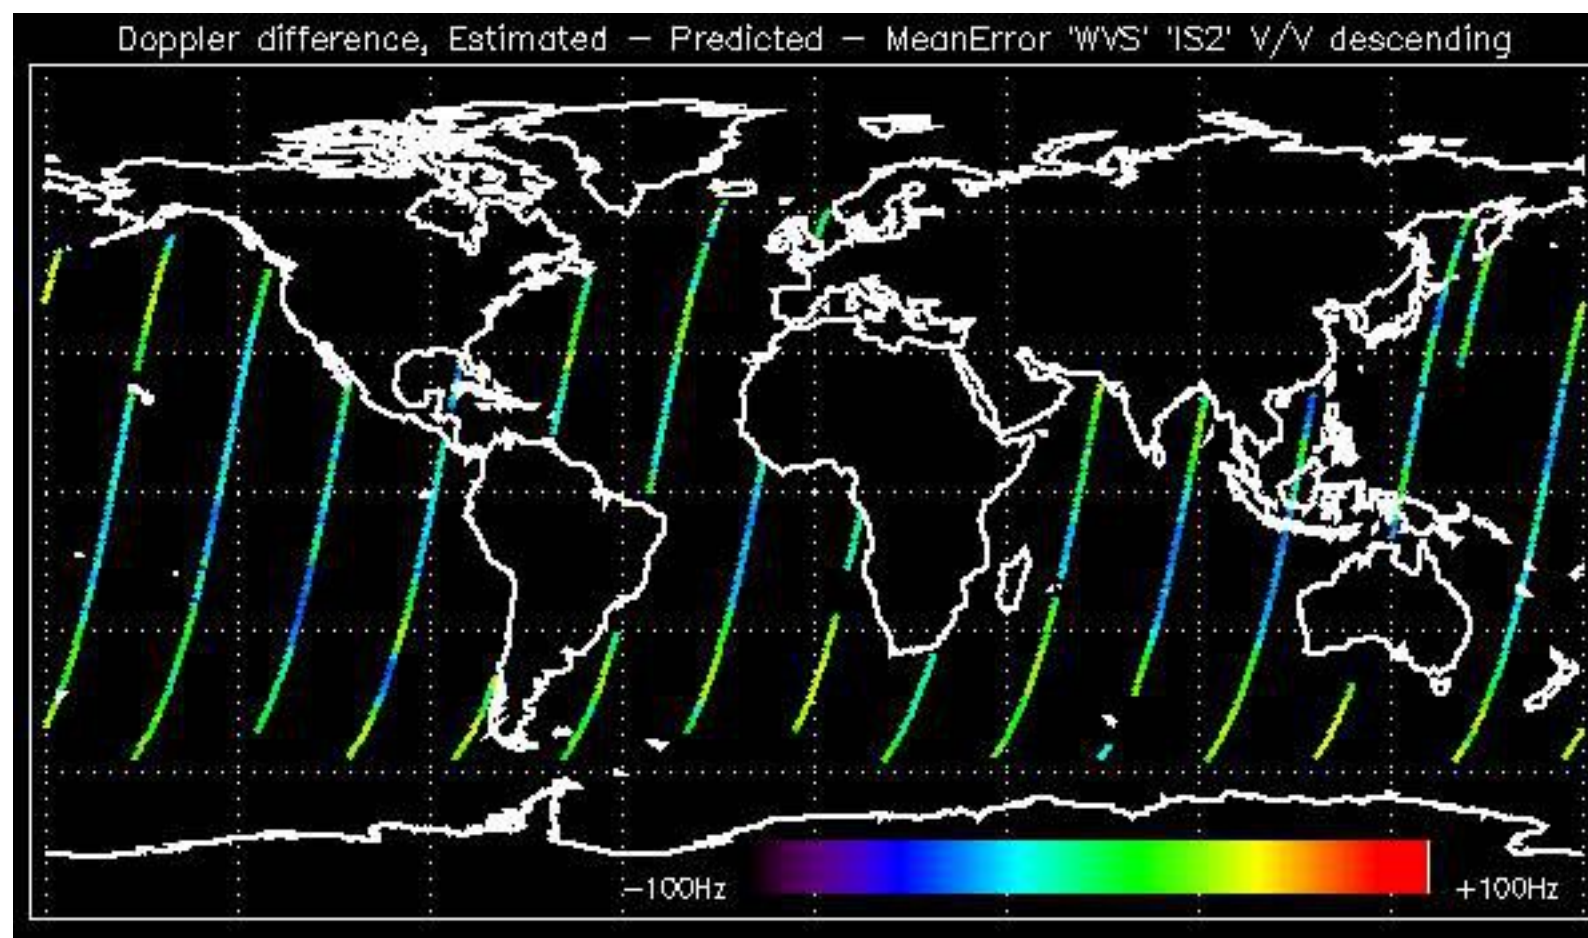 Doppler difference, Estimated – Predicted – MeanError 'WVS' 'IS2' V/V descending
–100Hz +100Hz